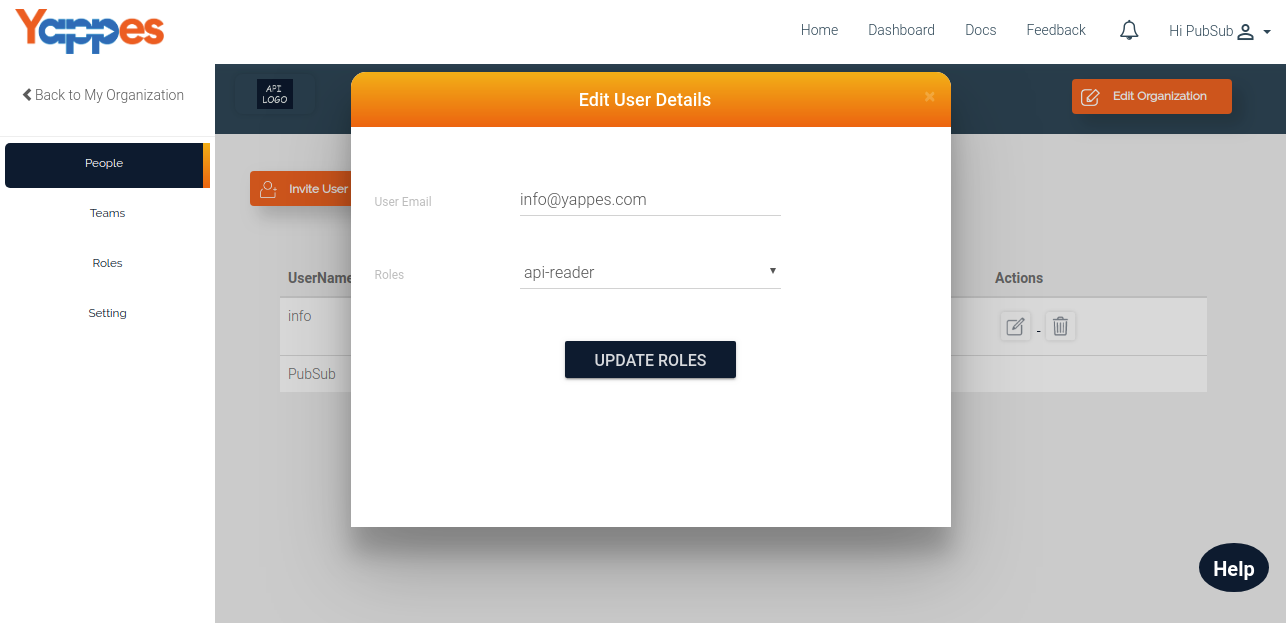 Yappes
Home Dashboard Docs Feedback Hi PubSub
Back to My Organization
People
Teams
Roles
Setting
API
LOGO
Edit Organization
Invite User
UserName Actions
info -
PubSub
Edit User Details
×
User Email info@yappes.com
Roles api-reader
UPDATE ROLES
Help